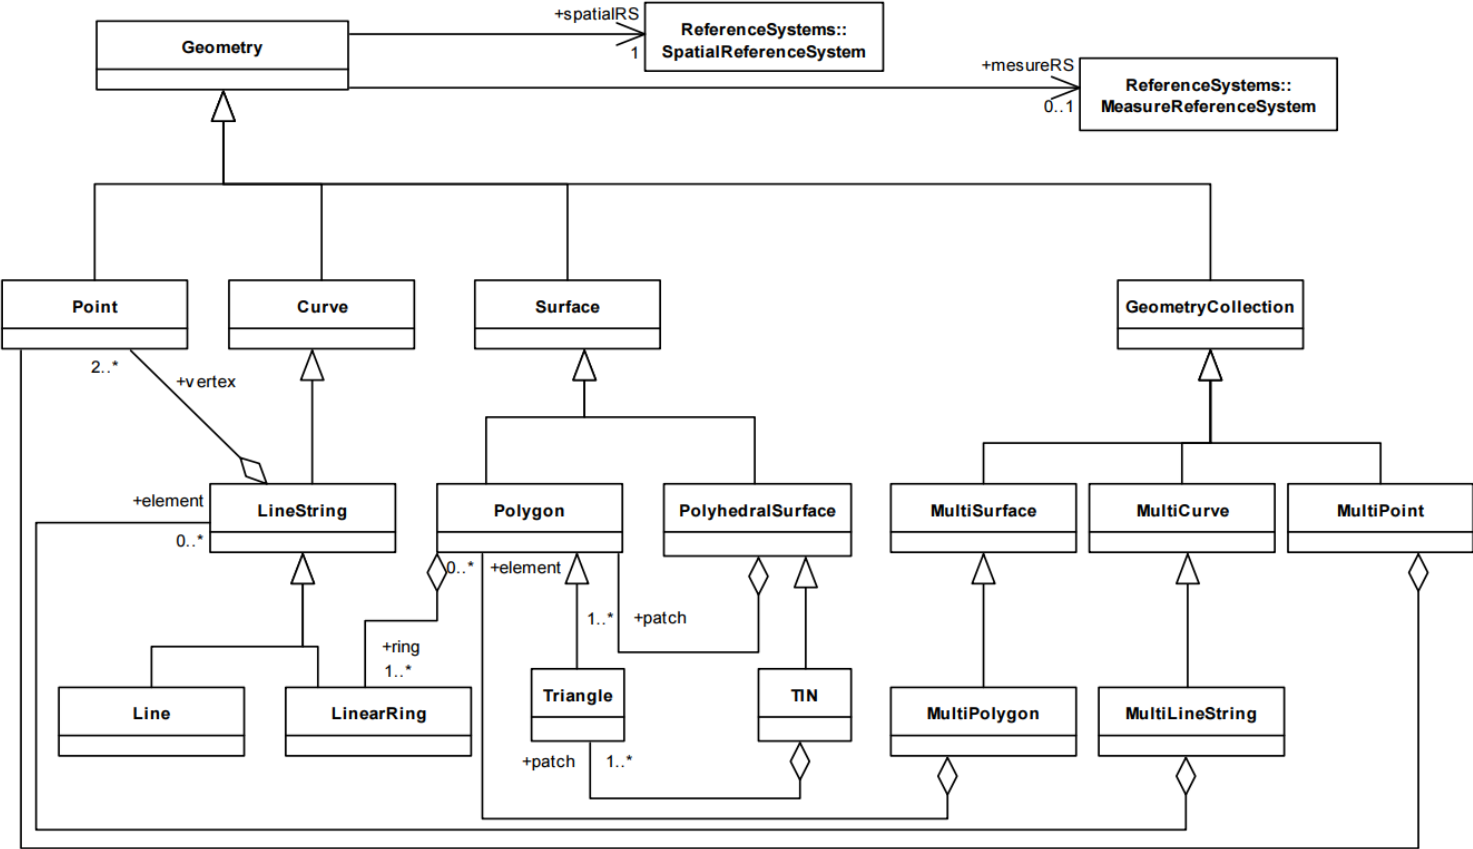 +spatialRS
ReferenceSystems::
SpatialReferenceSystem
1
Geometry
+mesureRS
ReferenceSystems::
MeasureReferenceSystem
0..1
Point
Curve
Surface
GeometryCollection
2..*
+vertex
+element
LineString
Polygon
PolyhedralSurface
MultiSurface
MultiCurve
MultiPoint
0..*
0..*
+element
1..*
+patch
+ring
1..*
Line
LinearRing
Triangle
TIN
MultiPolygon
MultiLineString
+patch
1..*